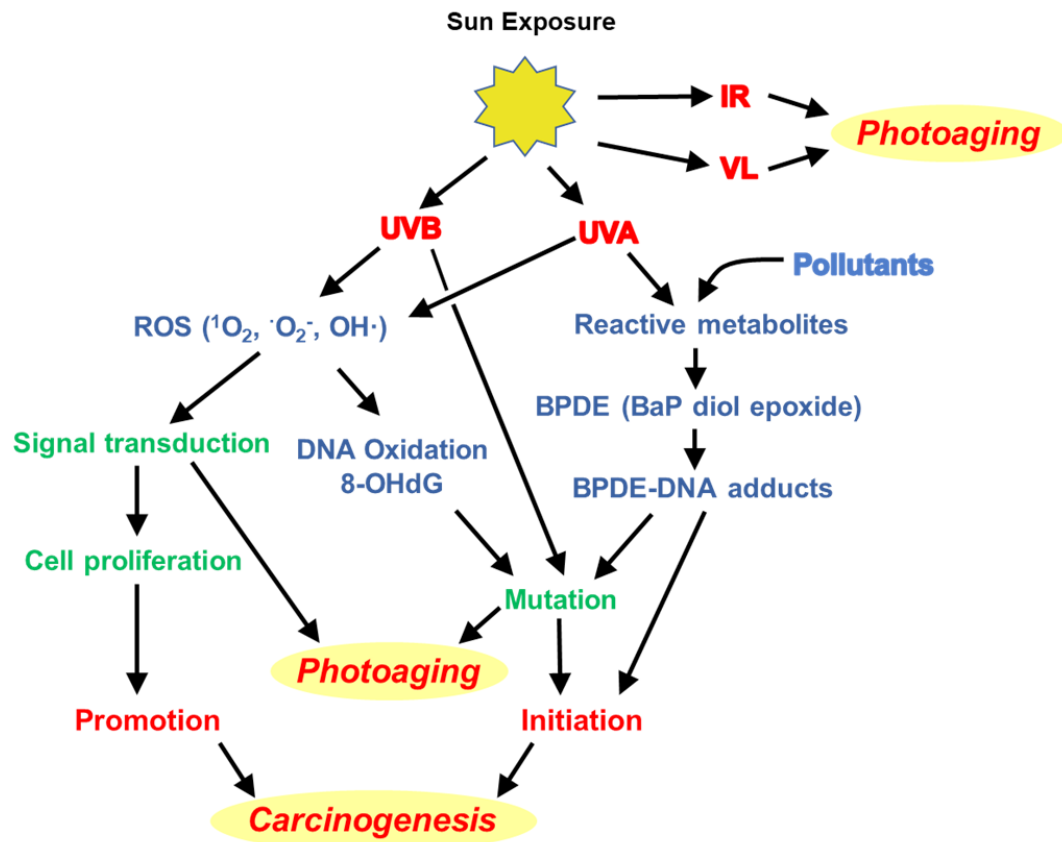 Sun Exposure
IR
Photoaging
VL
UVB
UVA
Pollutants
ROS (¹O₂, ˙O₂⁻, OH·)
Reactive metabolites
BPDE (BaP diol epoxide)
Signal transduction
DNA Oxidation
8-OHdG
BPDE-DNA adducts
Cell proliferation
Mutation
Photoaging
Promotion
Initiation
Carcinogenesis